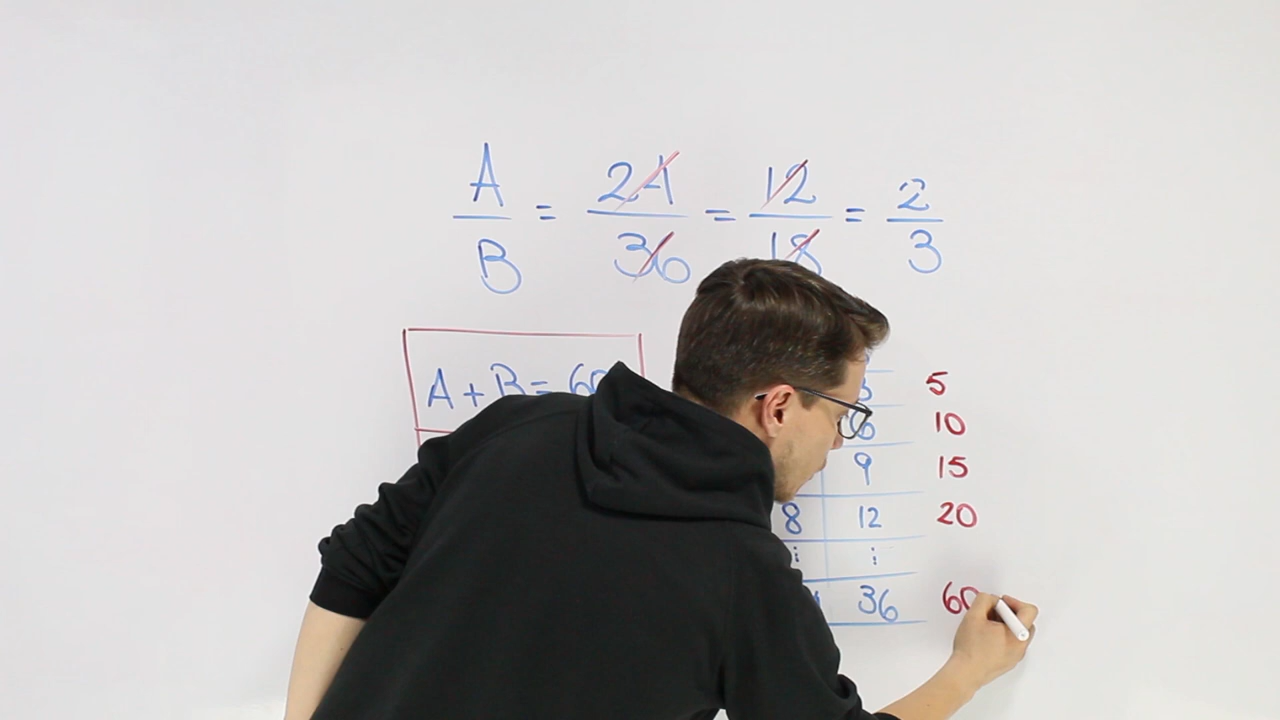 A/B = 24/36 = 12/18 = 2/3
A + B = 60
3 5
6 10
9 15
8 12 20
⋮ ⋮
36 60